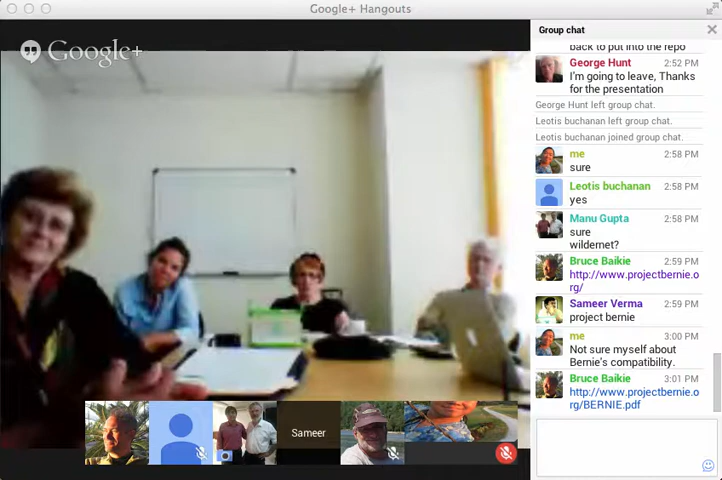 Google+ Hangouts
Google+
Group chat
back to put into the repo
George Hunt 2:52 PM
I'm going to leave, Thanks
for the presentation
George Hunt left group chat.
Leotis buchanan left group chat.
Leotis buchanan joined group chat.
me 2:58 PM
sure
Leotis buchanan 2:58 PM
yes
Manu Gupta 2:58 PM
sure
wildernet?
Bruce Baikie 2:59 PM
http://www.projectbernie.o
rg/
Sameer Verma 2:59 PM
project bernie
me 3:00 PM
Not sure myself about
Bernie's compatibility.
Bruce Baikie 3:01 PM
http://www.projectbernie.o
rg/BERNIE.pdf
Sameer